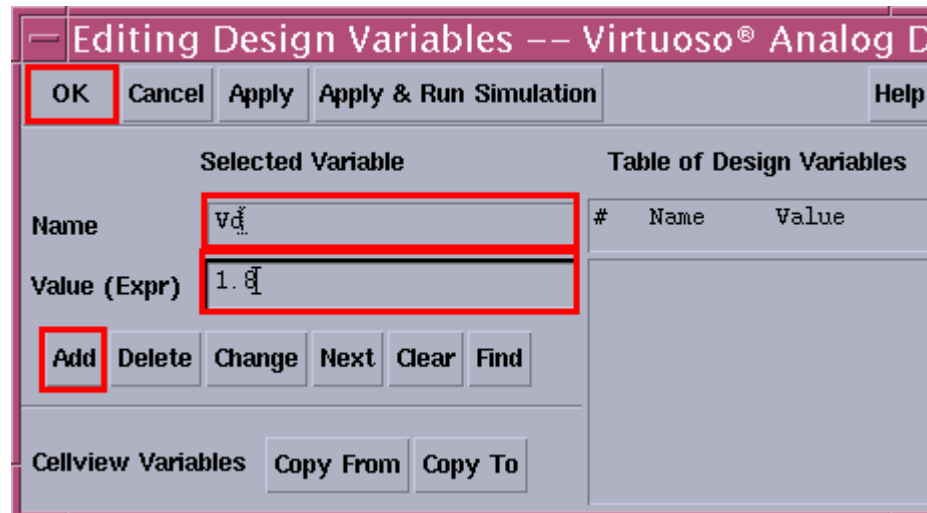 Editing Design Variables -- Virtuoso® Analog D
OK Cancel Apply Apply & Run Simulation Help
Selected Variable Table of Design Variables
Name Vd # Name Value
Value (Expr) 1.8
Add Delete Change Next Clear Find
Cellview Variables Copy From Copy To